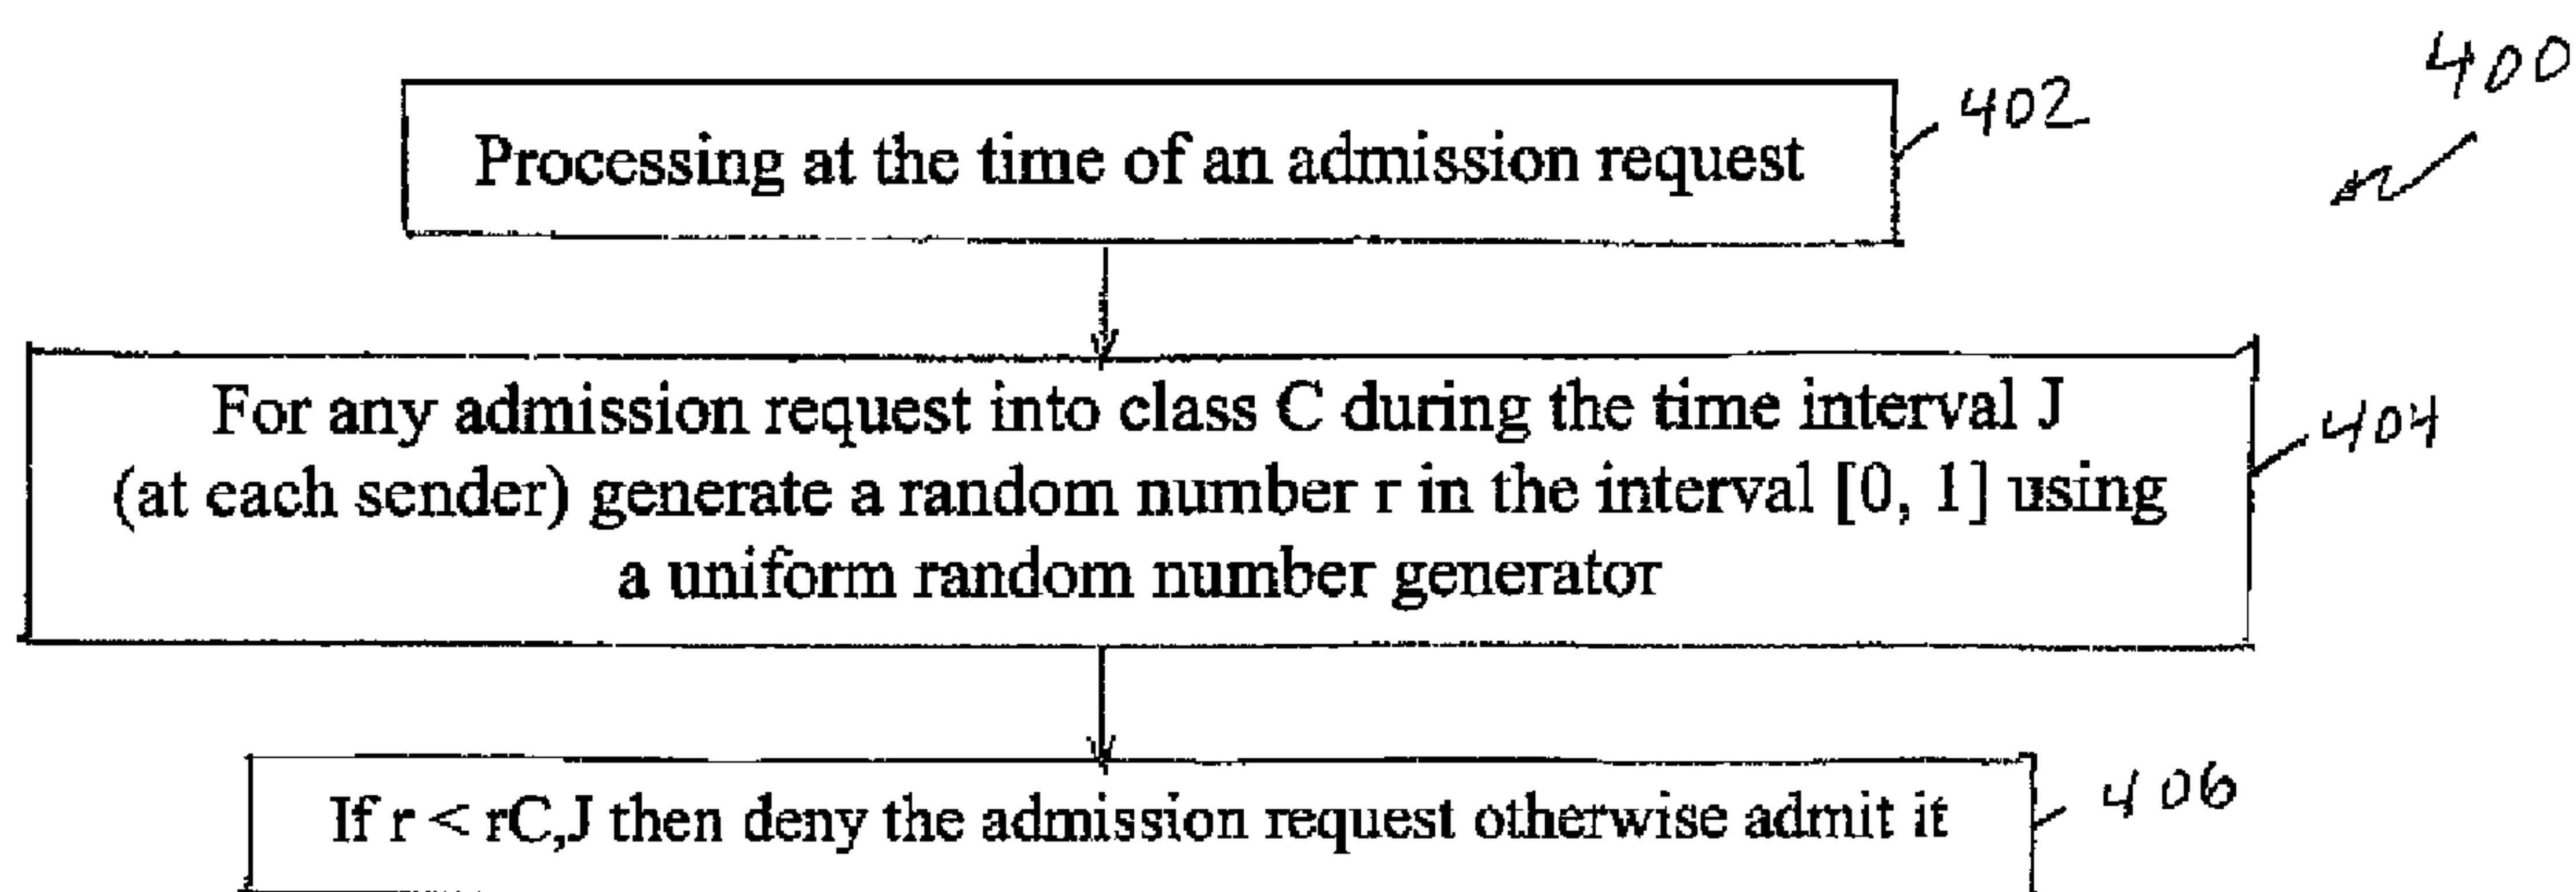 400
Processing at the time of an admission request
402
For any admission request into class C during the time interval J
(at each sender) generate a random number r in the interval [0, 1] using
a uniform random number generator
404
If r < rC,J then deny the admission request otherwise admit it
406